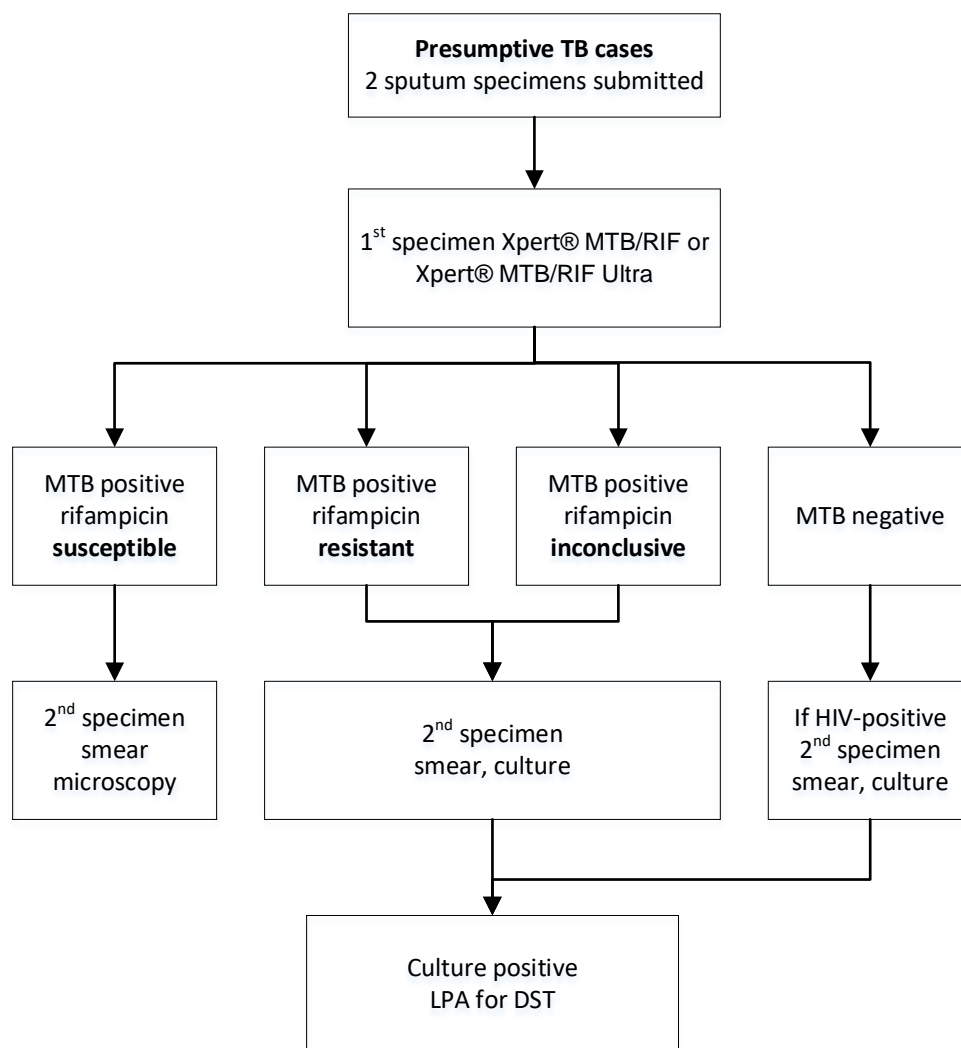 Presumptive TB cases
2 sputum specimens submitted
1st specimen Xpert® MTB/RIF or
Xpert® MTB/RIF Ultra
MTB positive
rifampicin
susceptible
MTB positive
rifampicin
resistant
MTB positive
rifampicin
inconclusive
MTB negative
2nd specimen
smear
microscopy
2nd specimen
smear, culture
If HIV-positive
2nd specimen
smear, culture
Culture positive
LPA for DST